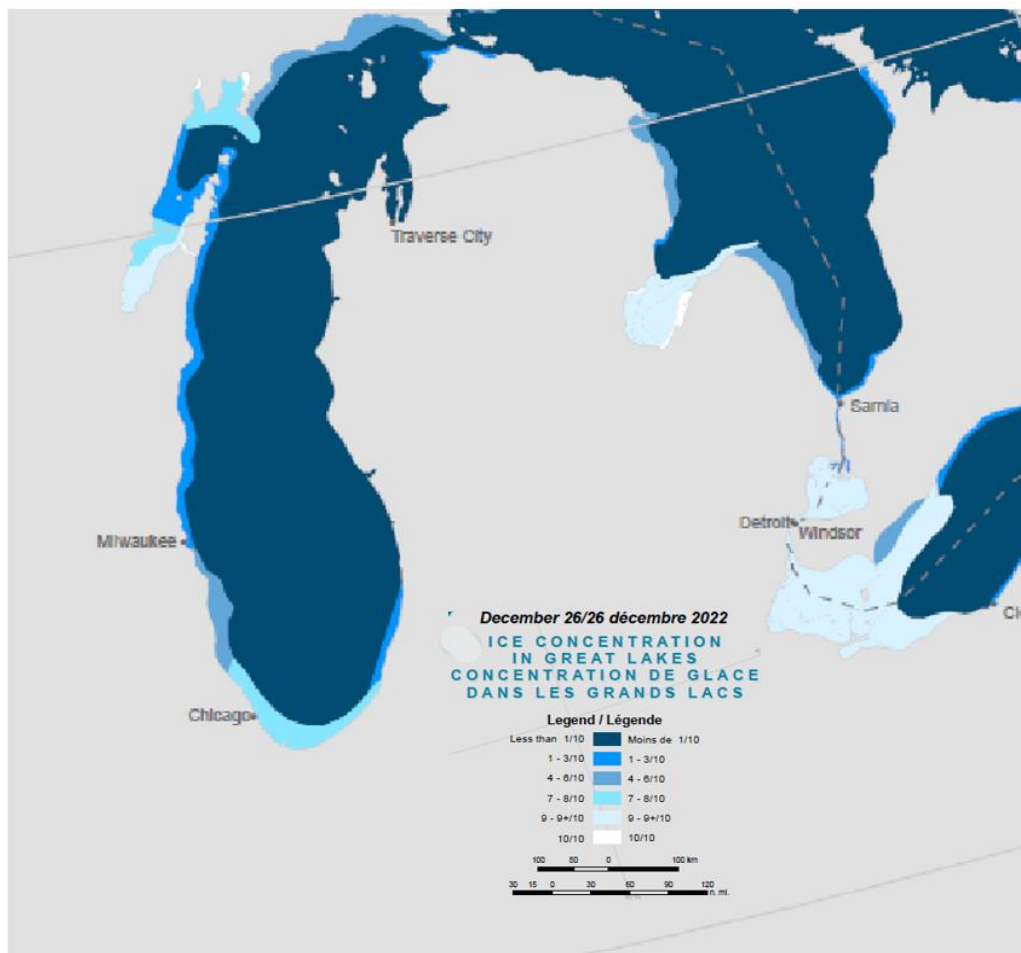 Traverse City
Sarnia
Detroit
Windsor
Milwaukee
December 26/26 décembre 2022
ICE CONCENTRATION
IN GREAT LAKES
CONCENTRATION DE GLACE
DANS LES GRANDS LACS
Chicago
Legend / Légende
Less than 1/10 Moins de 1/10
1 - 3/10 1 - 3/10
4 - 6/10 4 - 6/10
7 - 8/10 7 - 8/10
9 - 9+/10 9 - 9+/10
10/10 10/10
100 50 0 100 km
30 15 0 30 60 90 120
n. mi.